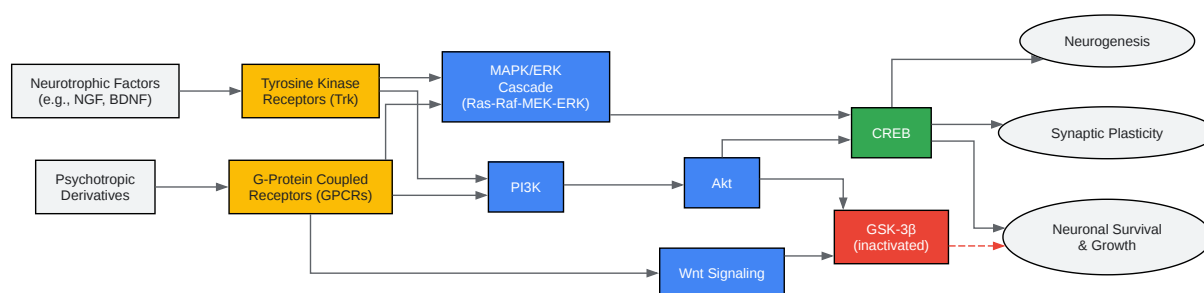 Neurotrophic Factors
(e.g., NGF, BDNF)
Tyrosine Kinase
Receptors (Trk)
MAPK/ERK
Cascade
(Ras-Raf-MEK-ERK)
Neurogenesis
CREB
Synaptic Plasticity
Psychotropic
Derivatives
G-Protein Coupled
Receptors (GPCRs)
PI3K
Akt
GSK-3β
(inactivated)
Neuronal Survival
& Growth
Wnt Signaling